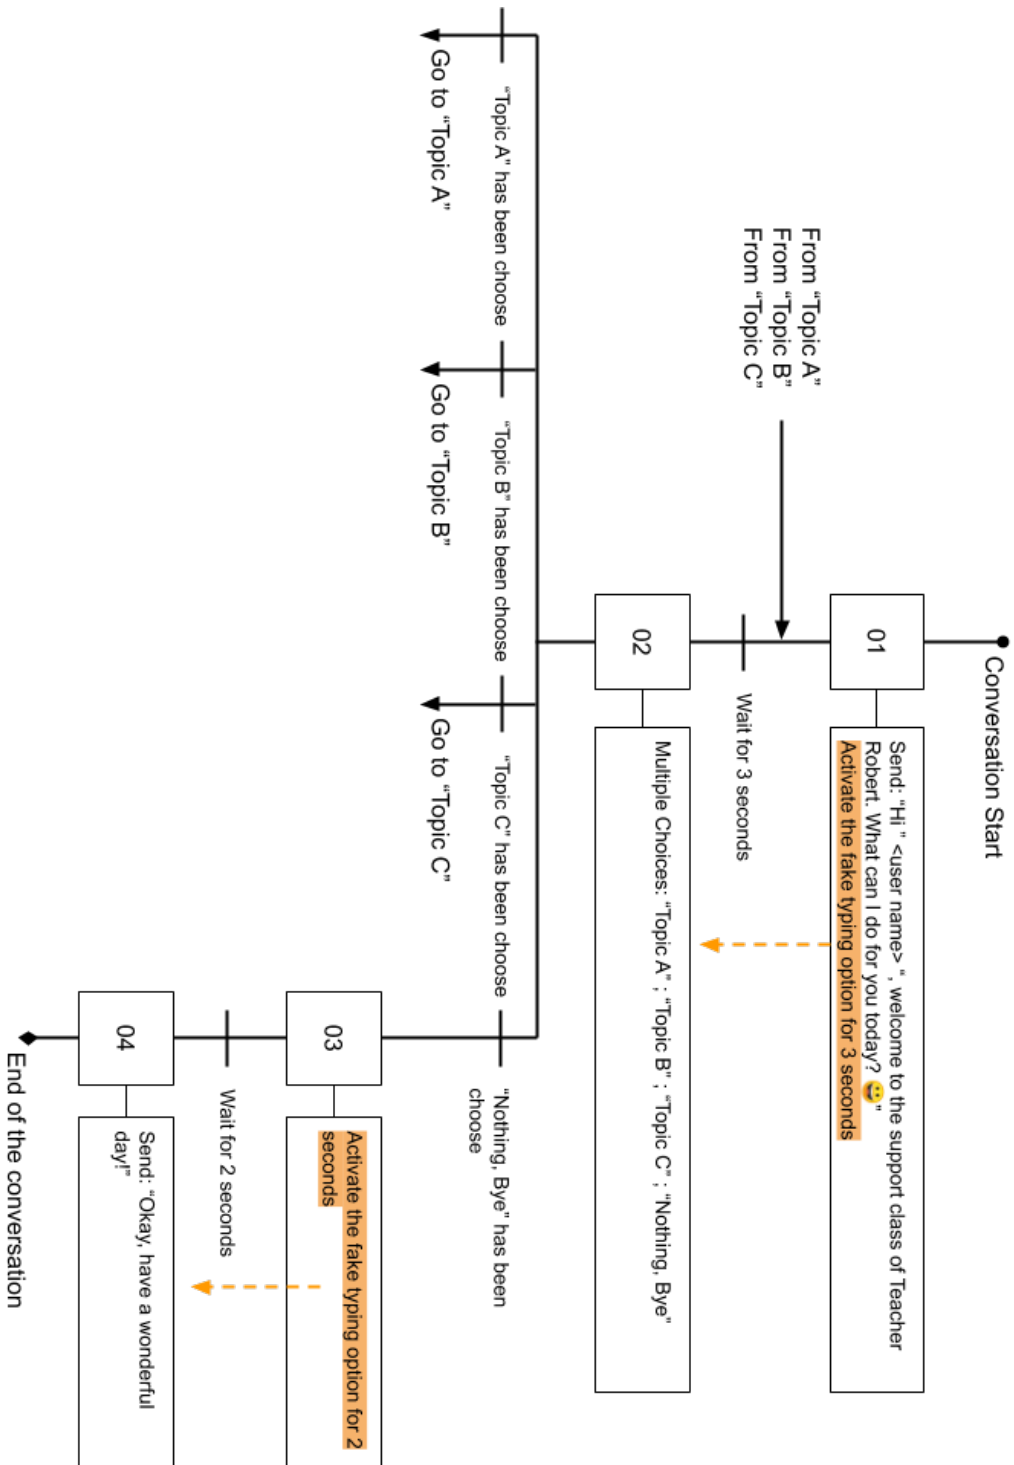 Conversation Start
01
Send: “Hi ” <user name> “, welcome to the support class of Teacher
Robert. What can I do for you today? 😀”
Activate the fake typing option for 3 seconds
From “Topic A”
From “Topic B”
From “Topic C”
Wait for 3 seconds
02
Multiple Choices: “Topic A” ; “Topic B” ; “Topic C” ; “Nothing, Bye”
“Topic A” has been choose
“Topic B” has been choose
“Topic C” has been choose
“Nothing, Bye” has been
choose
Go to “Topic A”
Go to “Topic B”
Go to “Topic C”
03
Activate the fake typing option for 2
seconds
Wait for 2 seconds
04
Send: “Okay, have a wonderful
day!”
End of the conversation